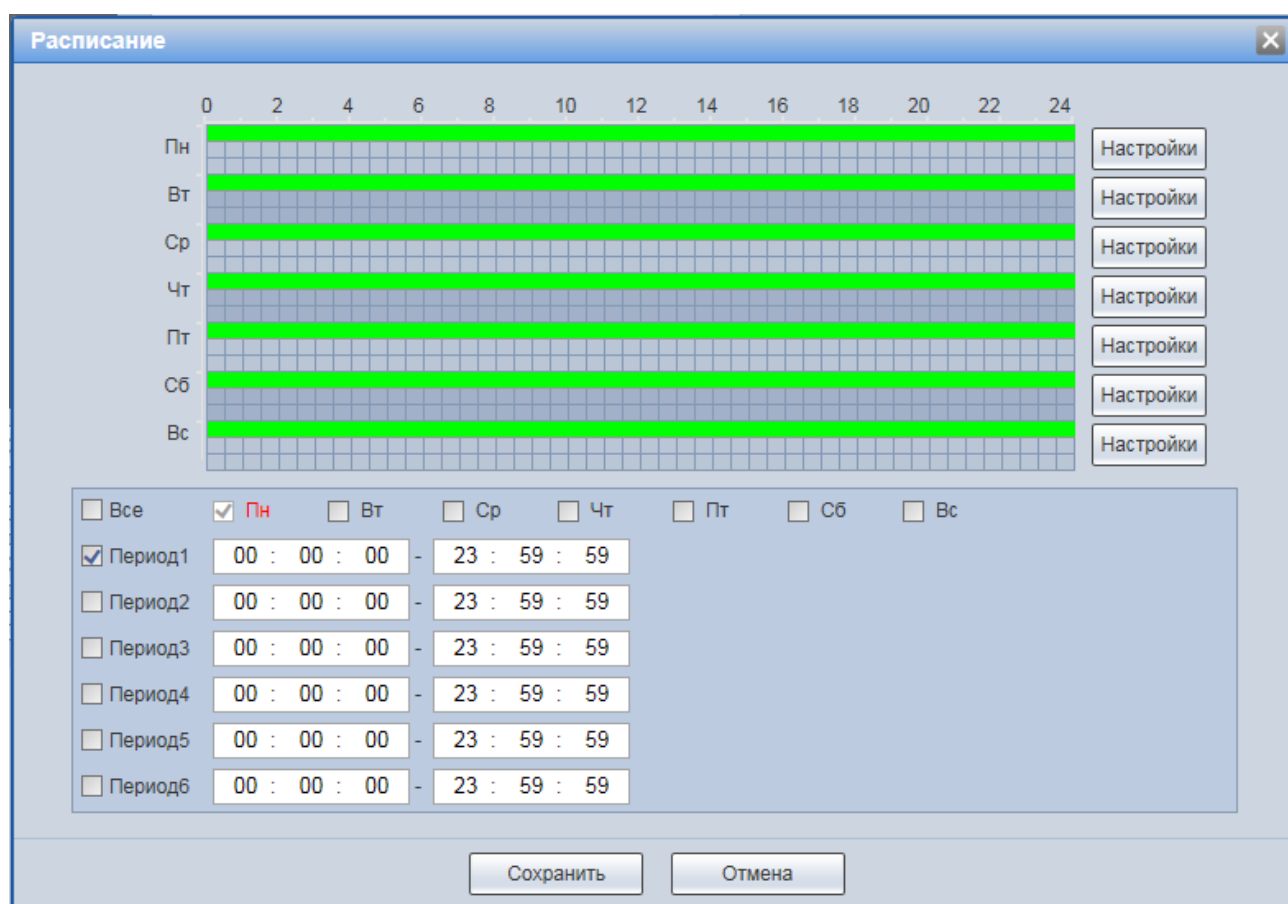 Расписание
0 2 4 6 8 10 12 14 16 18 20 22 24
Пн Настройки
Вт Настройки
Ср Настройки
Чт Настройки
Пт Настройки
Сб Настройки
Вс Настройки
Все Пн Вт Ср Чт Пт Сб Вс
Период1 00 : 00 : 00 - 23 : 59 : 59
Период2 00 : 00 : 00 - 23 : 59 : 59
Период3 00 : 00 : 00 - 23 : 59 : 59
Период4 00 : 00 : 00 - 23 : 59 : 59
Период5 00 : 00 : 00 - 23 : 59 : 59
Период6 00 : 00 : 00 - 23 : 59 : 59
Сохранить Отмена